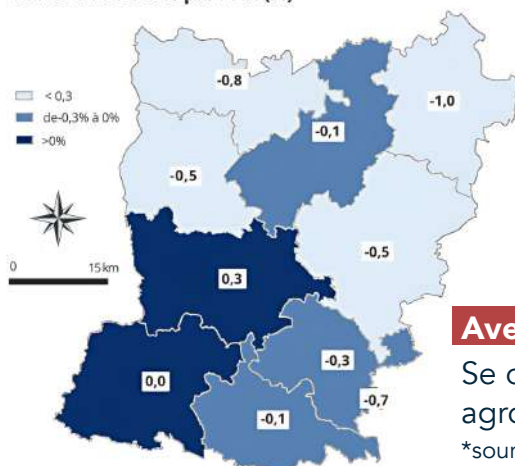 < 0,3
de-0,3% à 0%
>0%
0 15 km
-0,8
-0,1
-1,0
-0,5
-0,5
0,3
-0,3
0,0
-0,7
-0,1
Ave
Se
agro
*sour